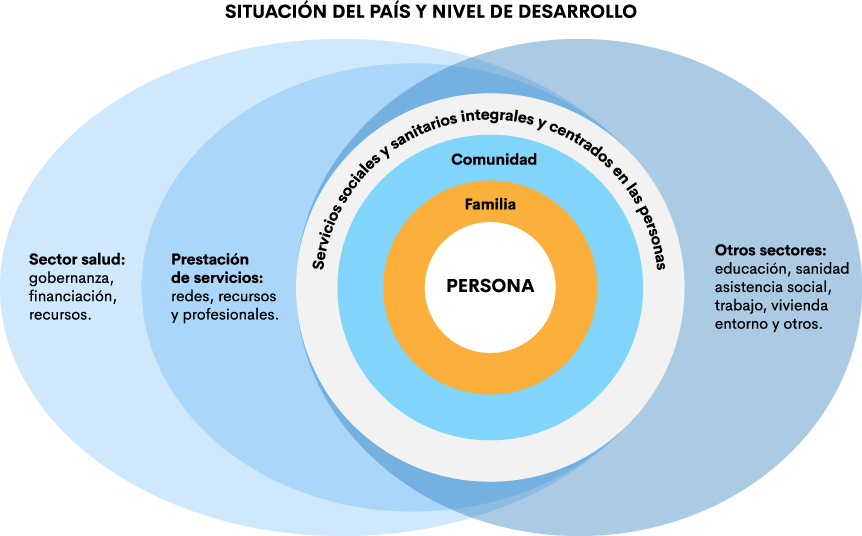 SITUACIÓN DEL PAÍS Y NIVEL DE DESARROLLO
Servicios sociales y sanitarios integrales y centrados en las personas
Comunidad
Familia
PERSONA
Sector salud:
gobernanza,
financiación,
recursos.
Prestación
de servicios:
redes, recursos
y profesionales.
Otros sectores:
educación, sanidad
asistencia social,
trabajo, vivienda
entorno y otros.